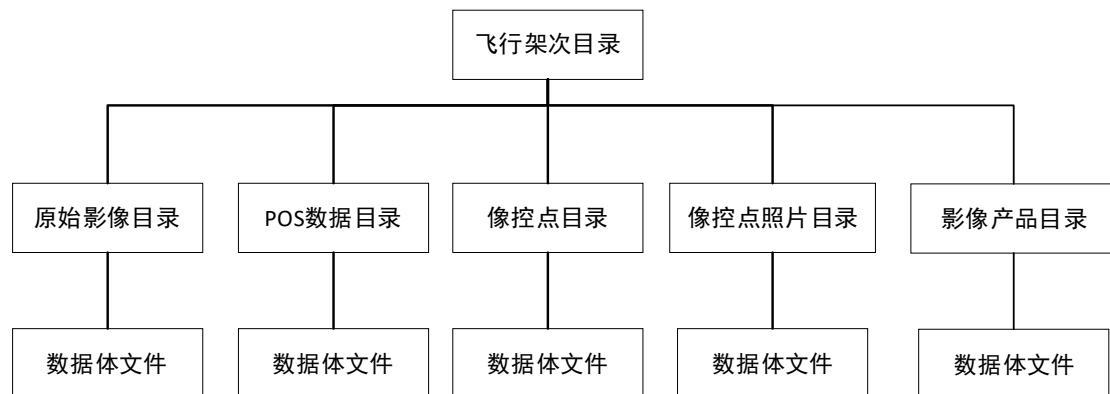 飞行架次目录
原始影像目录
POS数据目录
像控点目录
像控点照片目录
影像产品目录
数据体文件
数据体文件
数据体文件
数据体文件
数据体文件